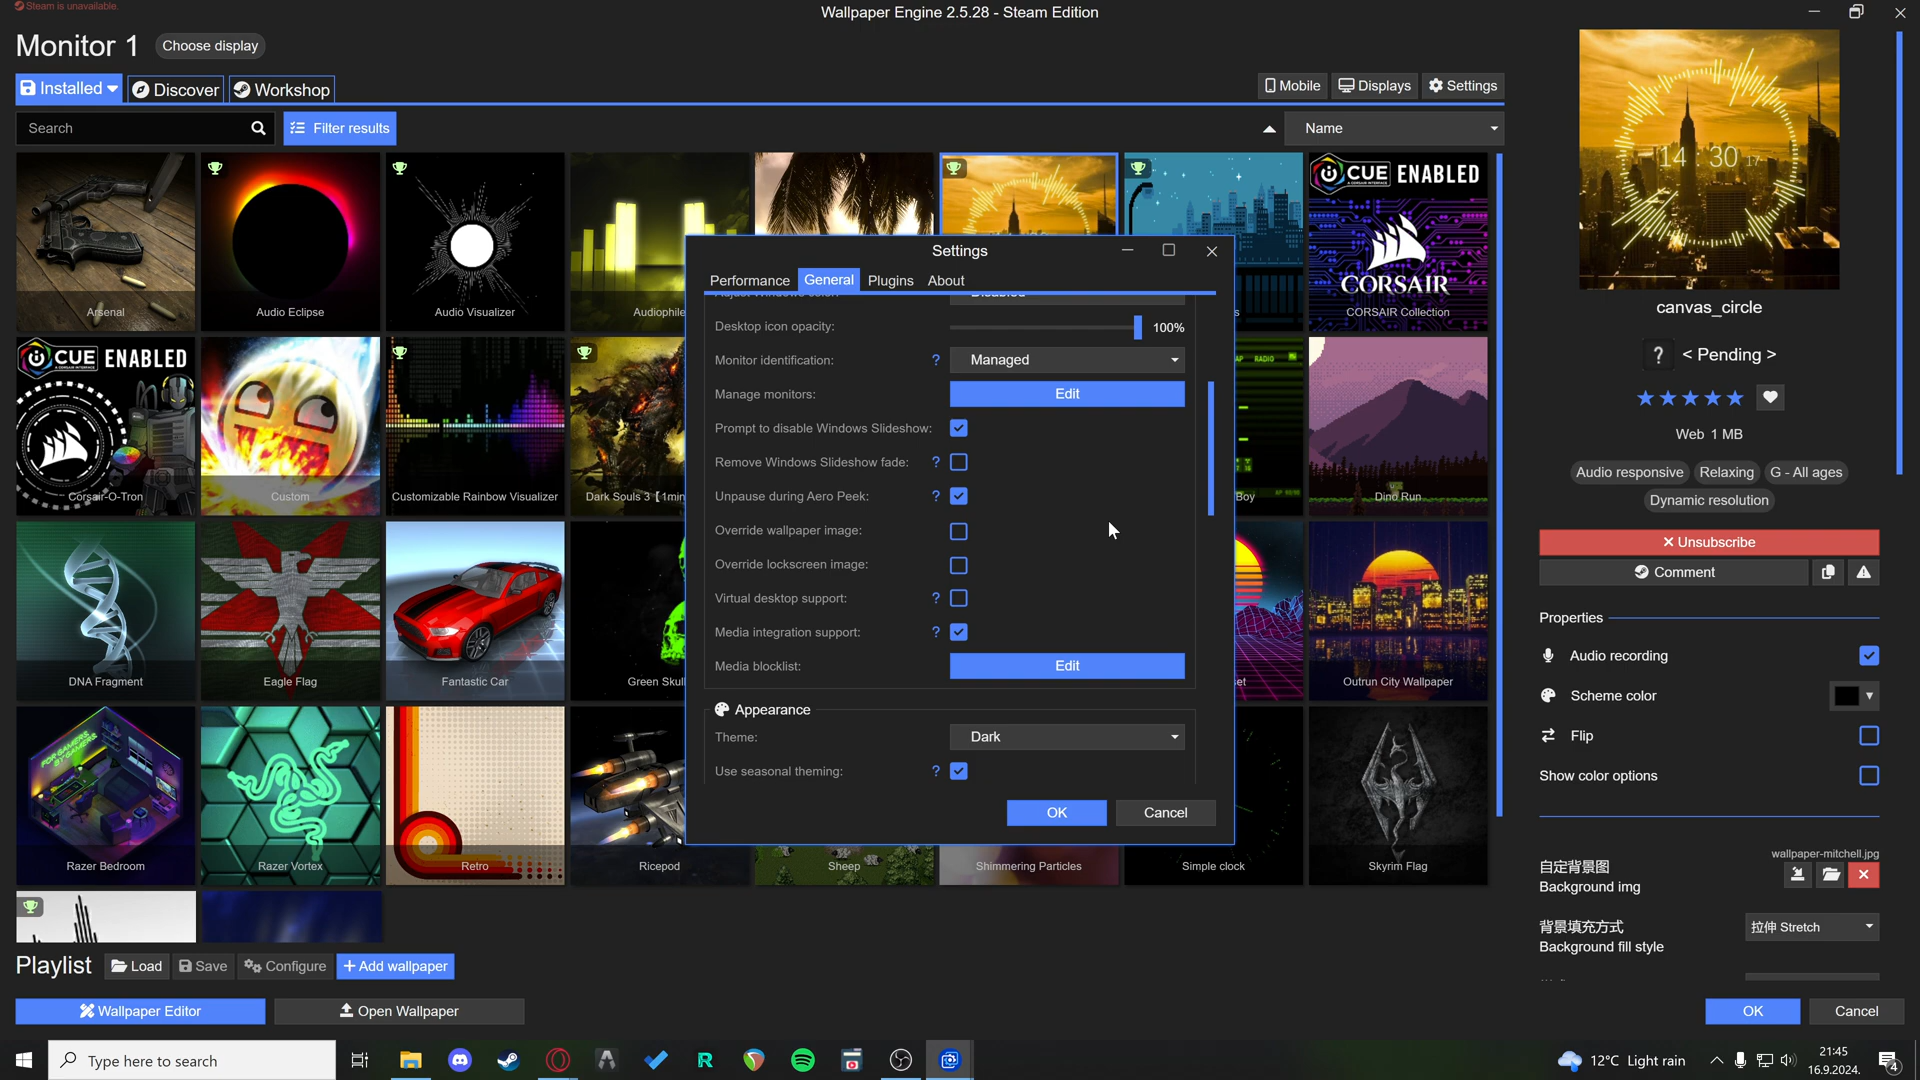 Steam is unavailable.
Wallpaper Engine 2.5.28 - Steam Edition
Monitor 1
Choose display
Installed
Discover
Workshop
Mobile
Displays
Settings
Search
Filter results
Name
CUE ENABLED
CORSAIR
Arsenal
Audio Eclipse
Audio Visualizer
Audiophile
CORSAIR Collection
CUE ENABLED
RADIO
Corsair-O-Tron
Custom
Customizable Rainbow Visualizer
Dark Souls 3【1min
Boy
Dino Run
DNA Fragment
Eagle Flag
Fantastic Car
Green Skull
Outrun City Wallpaper
FOR GAMERS
BY GAMERS
Razer Bedroom
Razer Vortex
Retro
Ricepod
Sheep
Shimmering Particles
Simple clock
Skyrim Flag
Settings
Performance
General
Plugins
About
Desktop icon opacity:
100%
Monitor identification:
?
Managed
Manage monitors:
Edit
Prompt to disable Windows Slideshow:
Remove Windows Slideshow fade:
?
Unpause during Aero Peek:
?
Override wallpaper image:
Override lockscreen image:
Virtual desktop support:
?
Media integration support:
?
Media blocklist:
Edit
Appearance
Theme:
Dark
Use seasonal theming:
?
OK
Cancel
14 : 30 17
canvas_circle
?
< Pending >
Web 1 MB
Audio responsive
Relaxing
G - All ages
Dynamic resolution
Unsubscribe
Comment
Properties
Audio recording
Scheme color
Flip
Show color options
wallpaper-mitchell.jpg
自定背景图
Background img
背景填充方式
Background fill style
拉伸 Stretch
Playlist
Load
Save
Configure
Add wallpaper
Wallpaper Editor
Open Wallpaper
OK
Cancel
Type here to search
12°C Light rain
21:45
16.9.2024.
4